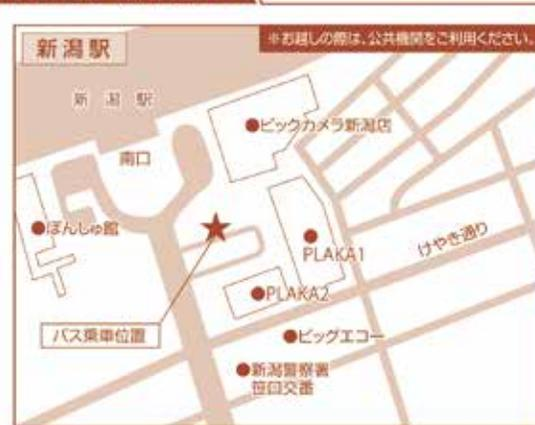 新潟駅
※お越しの際は、公共機関をご利用ください。
新潟駅
●ビックカメラ新潟店
南口
●ぽんしゅ館
●PLAKA1
けやき通り
●PLAKA2
バス乗車位置
●ビッグエコー
●新潟警察署
笹口交番